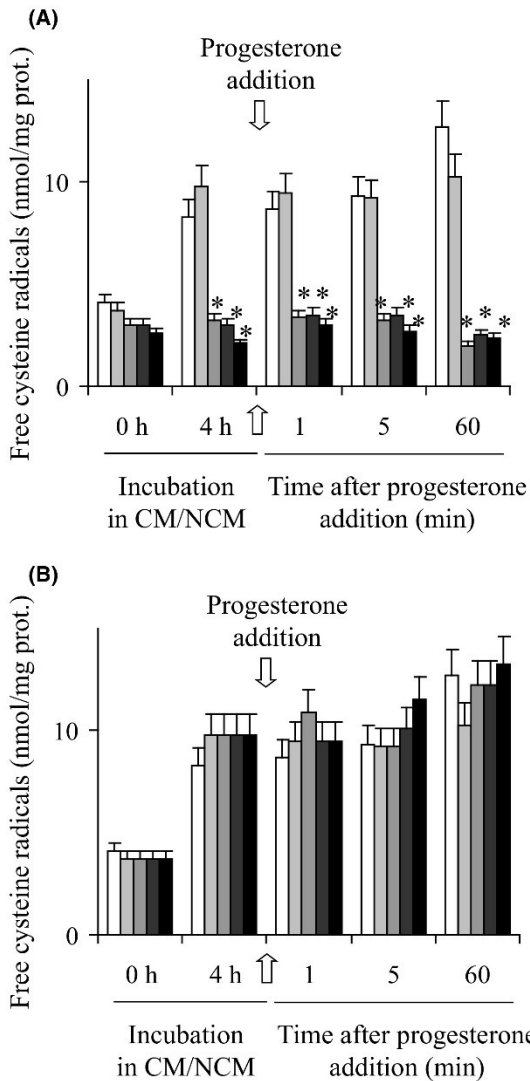 (A)
Progesterone
addition
Free cysteine radicals (nmol/mg prot.)
10
0
* * * * * * * * * * * *
0 h 4 h 1 5 60
Incubation
in CM/NCM
Time after progesterone
addition (min)
(B)
Progesterone
addition
Free cysteine radicals (nmol/mg prot.)
10
0
0 h 4 h 1 5 60
Incubation
in CM/NCM
Time after progesterone
addition (min)